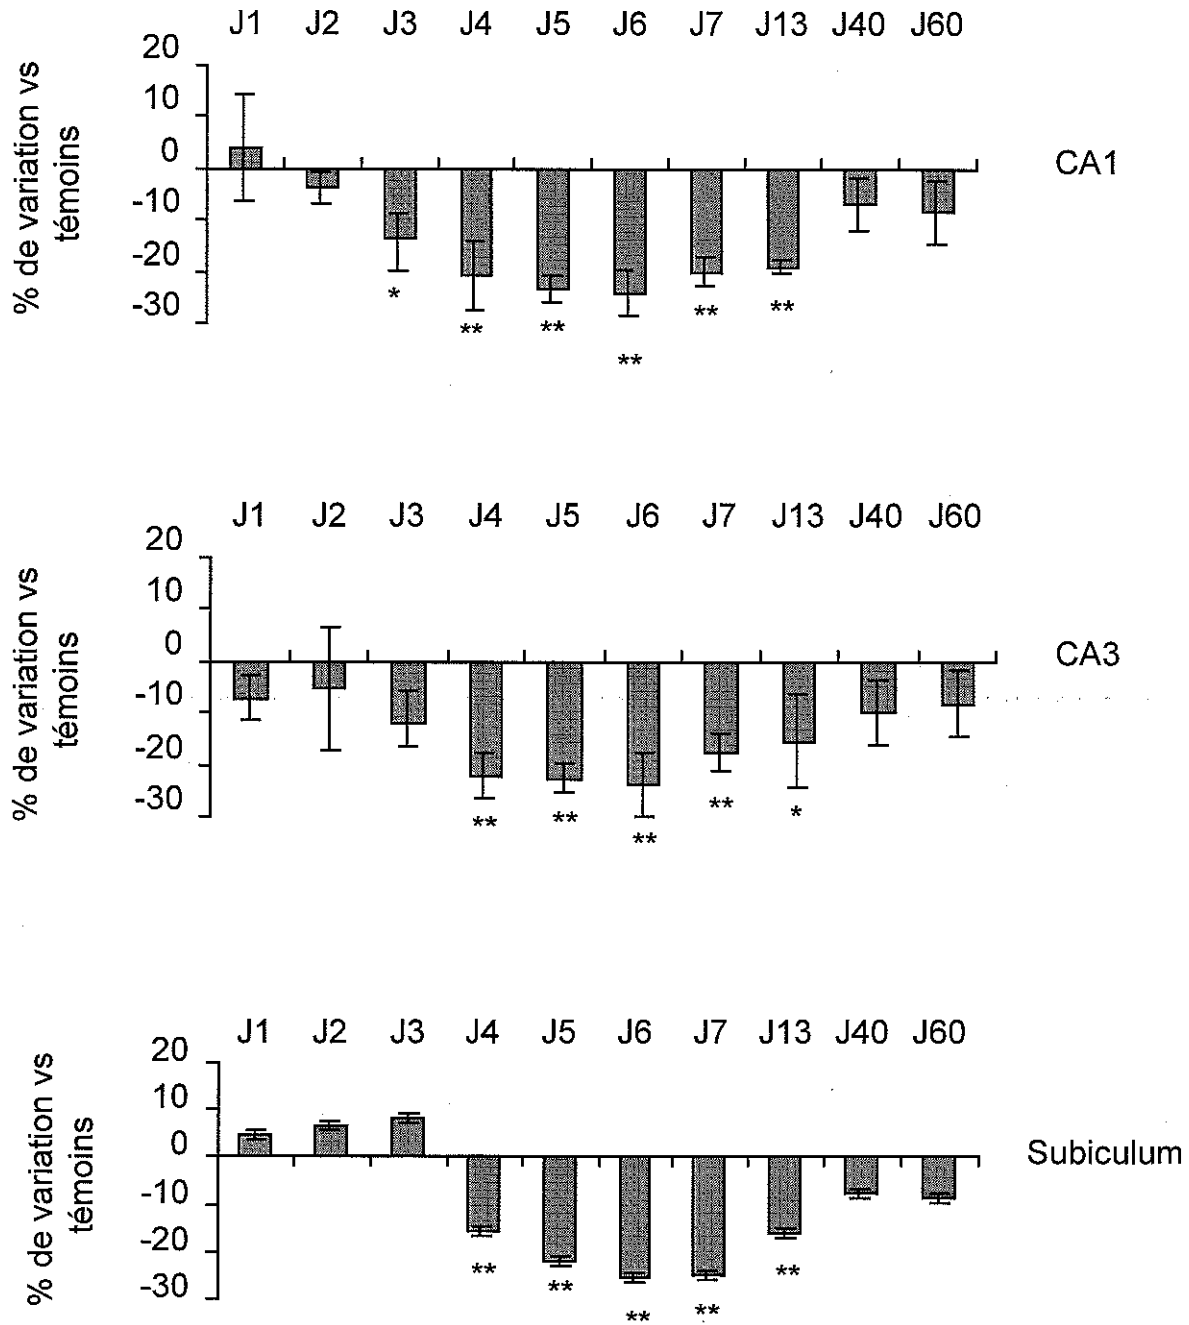 J1 J2 J3 J4 J5 J6 J7 J13 J40 J60
20
10
0
-10
-20
-30
% de variation vs
témoins
* ** ** ** ** **
CA1
J1 J2 J3 J4 J5 J6 J7 J13 J40 J60
20
10
0
-10
-20
-30
% de variation vs
témoins
** ** ** ** *
CA3
J1 J2 J3 J4 J5 J6 J7 J13 J40 J60
20
10
0
-10
-20
-30
% de variation vs
témoins
** ** ** ** **
Subiculum